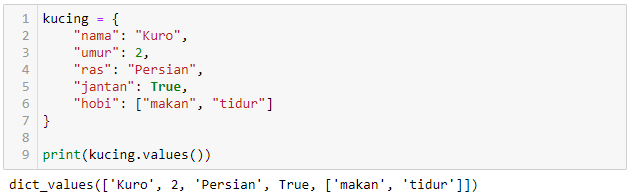 1 kucing = {
2     "nama": "Kuro",
3     "umur": 2,
4     "ras": "Persian",
5     "jantan": True,
6     "hobi": ["makan", "tidur"]
7 }
8
9 print(kucing.values())
dict_values(['Kuro', 2, 'Persian', True, ['makan', 'tidur']])